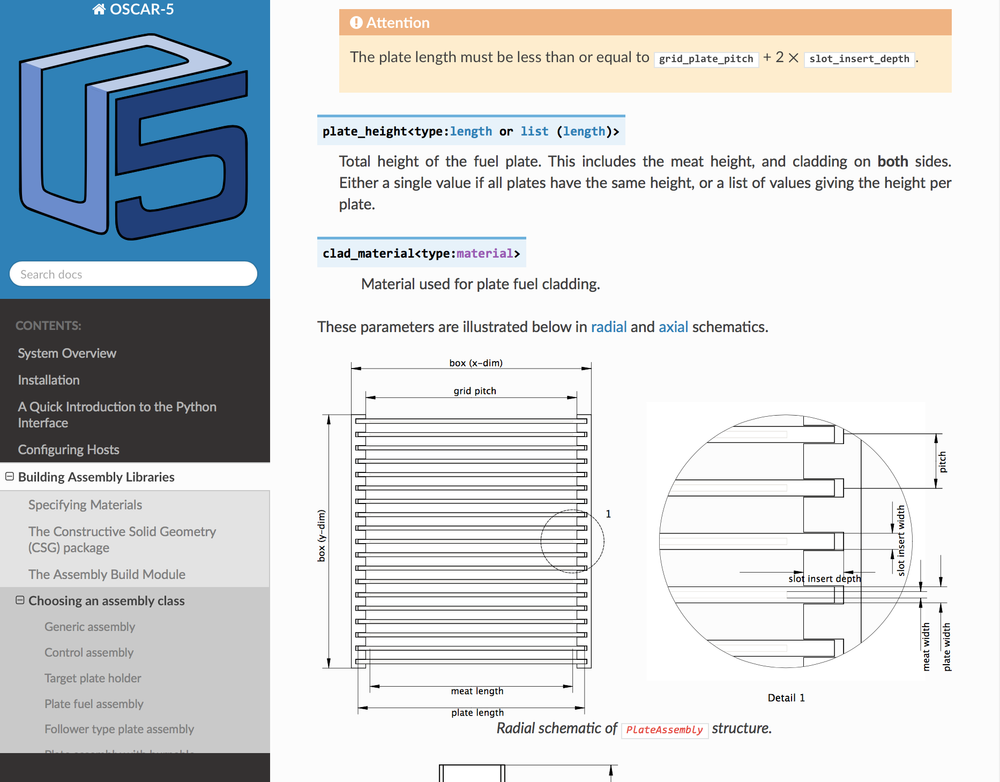 OSCAR-5
Search docs
CONTENTS:
System Overview
Installation
A Quick Introduction to the Python
Interface
Configuring Hosts
Building Assembly Libraries
Specifying Materials
The Constructive Solid Geometry
(CSG) package
The Assembly Build Module
Choosing an assembly class
Generic assembly
Control assembly
Target plate holder
Plate fuel assembly
Follower type plate assembly
Plate assembly with burnable
Attention
The plate length must be less than or equal to grid_plate_pitch + 2 × slot_insert_depth.
plate_height<type:length or list (length)>
Total height of the fuel plate. This includes the meat height, and cladding on both sides.
Either a single value if all plates have the same height, or a list of values giving the height per
plate.
clad_material<type:material>
Material used for plate fuel cladding.
These parameters are illustrated below in radial and axial schematics.
box (x-dim)
grid pitch
box (y-dim)
1
meat length
plate length
pitch
slot insert width
slot insert depth
meat width
plate width
Detail 1
Radial schematic of PlateAssembly structure.